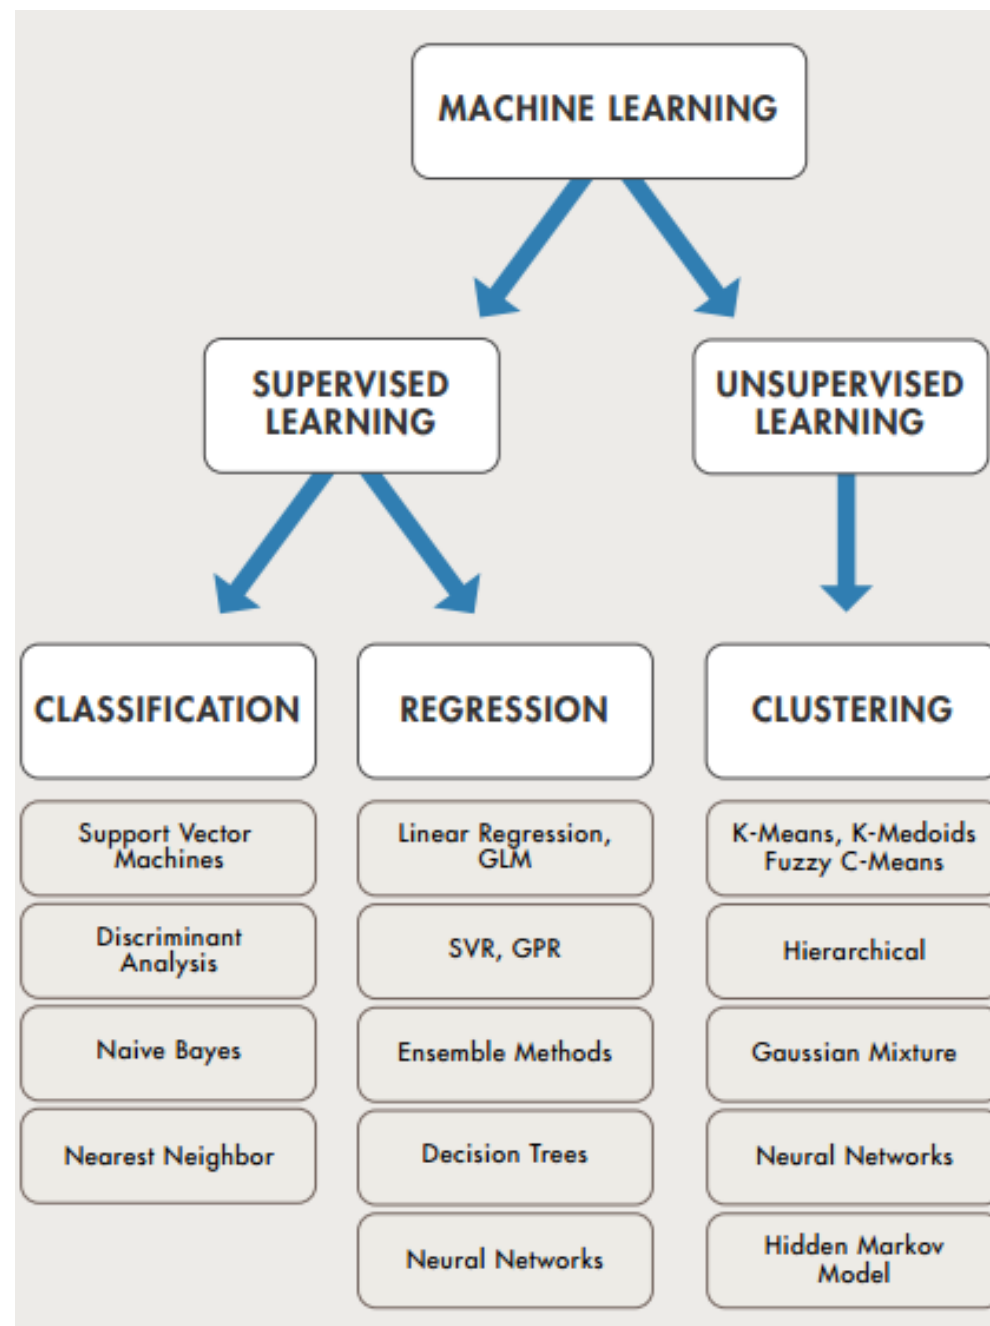 MACHINE LEARNING
SUPERVISED
LEARNING
UNSUPERVISED
LEARNING
CLASSIFICATION
REGRESSION
CLUSTERING
Support Vector
Machines
Discriminant
Analysis
Naive Bayes
Nearest Neighbor
Linear Regression,
GLM
SVR, GPR
Ensemble Methods
Decision Trees
Neural Networks
K-Means, K-Medoids
Fuzzy C-Means
Hierarchical
Gaussian Mixture
Neural Networks
Hidden Markov
Model